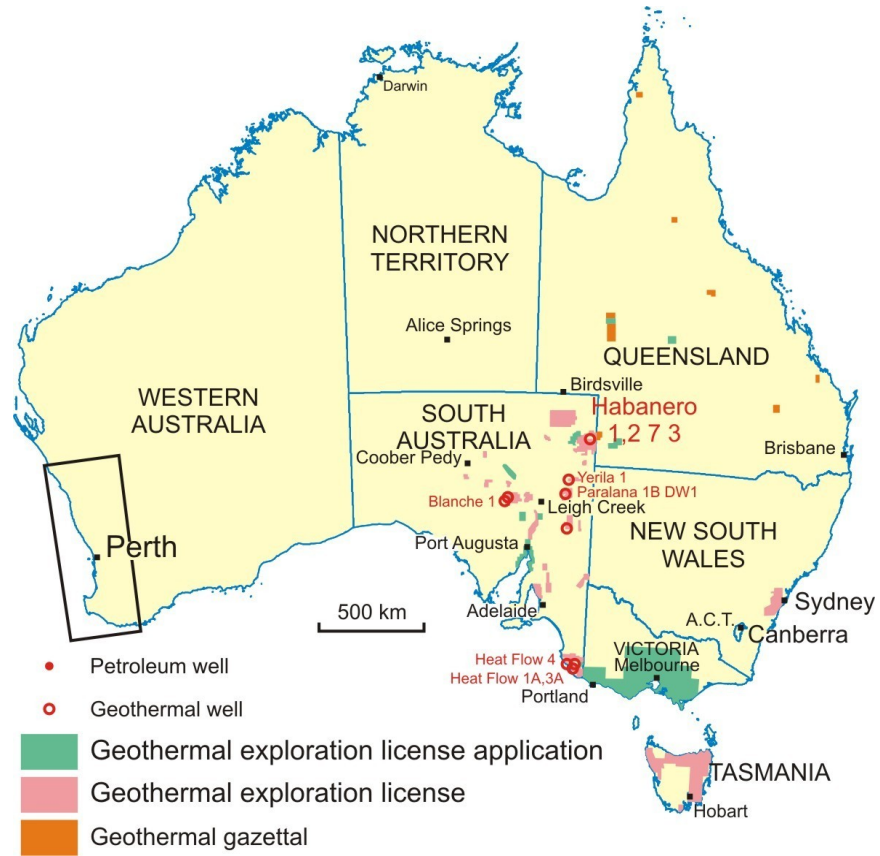 Darwin
NORTHERN
TERRITORY
Alice Springs
QUEENSLAND
WESTERN
AUSTRALIA
Birdsville
SOUTH
AUSTRALIA
Habanero
1,2 7 3
Brisbane
Coober Pedy
Yerila 1
Paralana 1B DW1
Blanche 1
Leigh Creek
NEW SOUTH
WALES
Perth
Port Augusta
500 km
Adelaide
Sydney
A.C.T.
Canberra
VICTORIA
Melbourne
Heat Flow 4
Heat Flow 1A,3A
Portland
Petroleum well
Geothermal well
Geothermal exploration license application
Geothermal exploration license
Geothermal gazettal
TASMANIA
Hobart